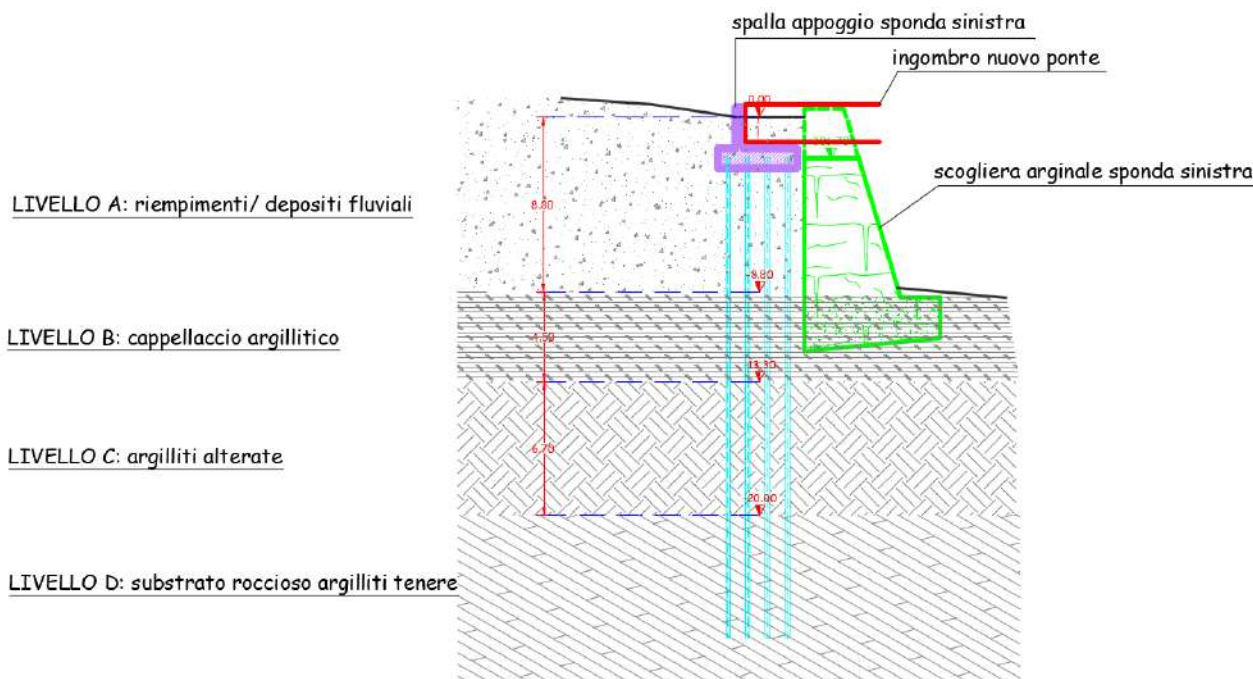 spalla appoggio sponda sinistra
ingombro nuovo ponte
0.00
scogliera arginale sponda sinistra
LIVELLO A: riempimenti/ depositi fluviali
8.80
-8.80
LIVELLO B: cappellaccio argillitico
4.50
-13.30
LIVELLO C: argilliti alterate
6.70
-20.00
LIVELLO D: substrato roccioso argilliti tenere